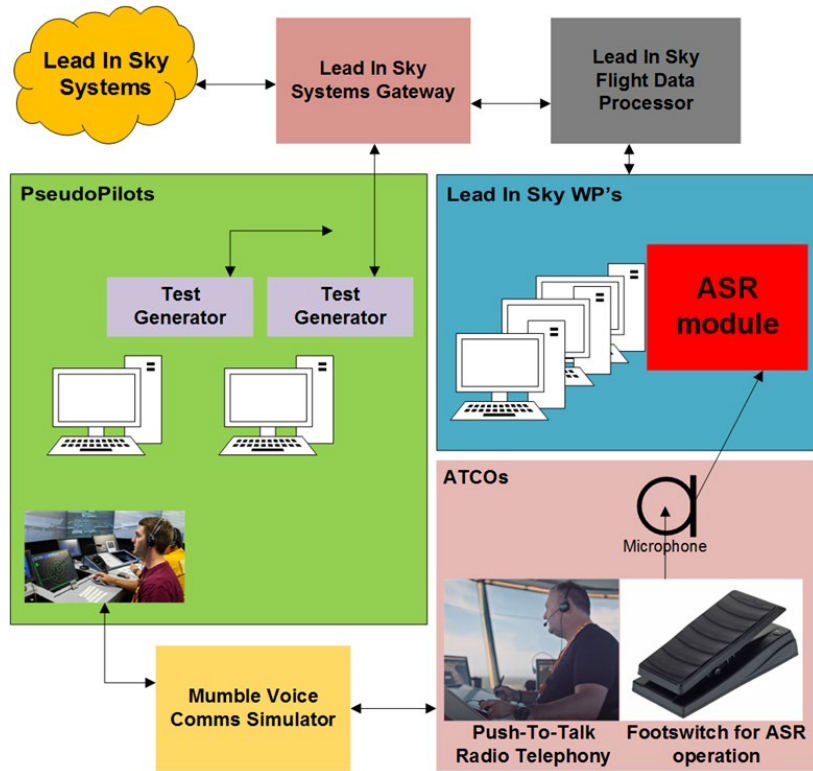 Lead In Sky
Systems
Lead In Sky
Systems Gateway
Lead In Sky
Flight Data
Processor
PseudoPilots
Test
Generator
Test
Generator
Lead In Sky WP's
ASR
module
ATCOs
Microphone
Push-To-Talk
Radio Telephony
Footswitch for ASR
operation
Mumble Voice
Comms Simulator